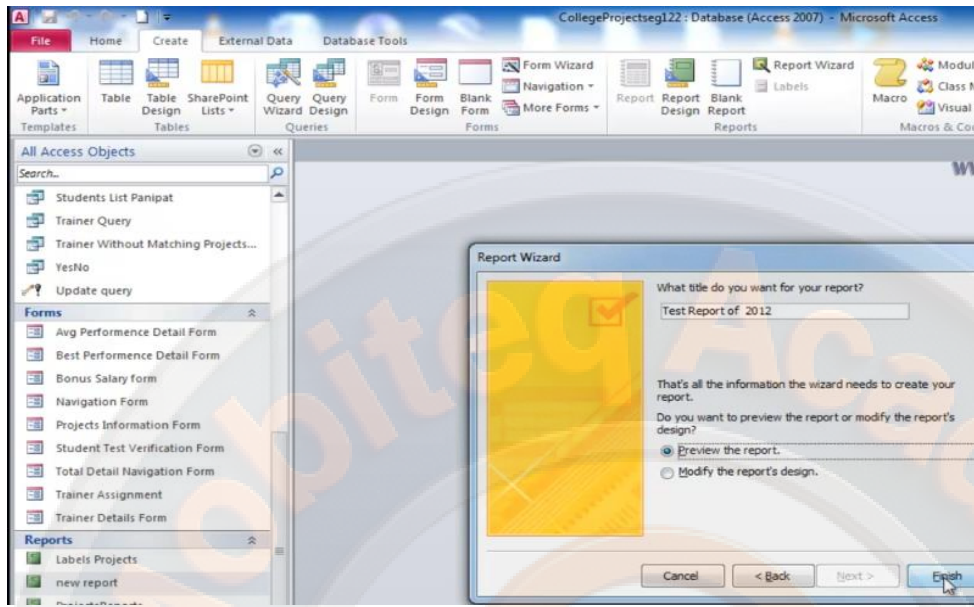 CollegeProjectseg122 : Database (Access 2007) - Microsoft Access
File Home Create External Data Database Tools
Application Parts
Table
Table Design
SharePoint Lists
Query Wizard
Query Design
Form
Form Design
Blank Form
Form Wizard
Navigation
More Forms
Report
Report Design
Blank Report
Report Wizard
Labels
Macro
Modul
Class M
Visual
Templates Tables Queries Forms Reports Macros & Co
All Access Objects
Search..
Students List Panipat
Trainer Query
Trainer Without Matching Projects...
YesNo
Update query
Forms
Avg Performence Detail Form
Best Performence Detail Form
Bonus Salary form
Navigation Form
Projects Information Form
Student Test Verification Form
Total Detail Navigation Form
Trainer Assignment
Trainer Details Form
Reports
Labels Projects
new report
Report Wizard
What title do you want for your report?
Test Report of 2012
That's all the information the wizard needs to create your
report.
Do you want to preview the report or modify the report's
design?
Preview the report.
Modify the report's design.
Cancel < Back Next > Finish